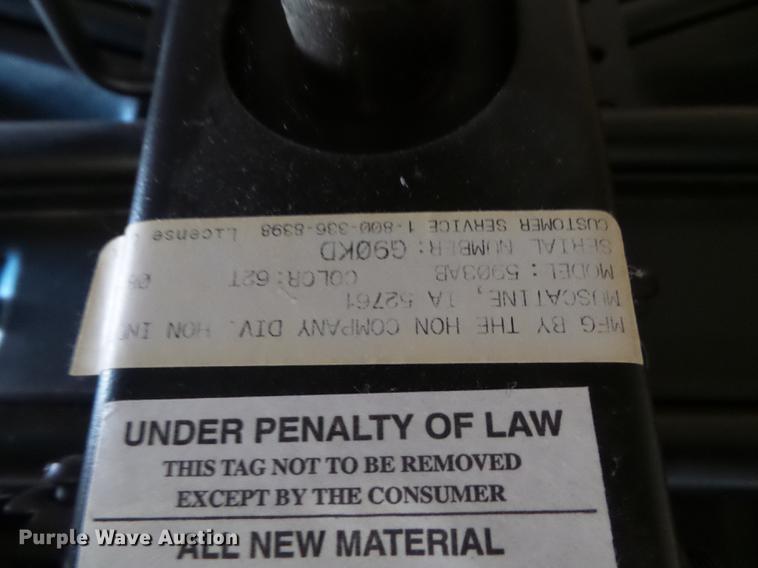 MFG BY THE HON COMPANY DIV. HON
MUSCATINE, IA 52761
MODEL: 5903AB COLOR: 62T
SERIAL NUMBER: G90KD
CUSTOMER SERVICE 1-800-336-8398 License
UNDER PENALTY OF LAW
THIS TAG NOT TO BE REMOVED
EXCEPT BY THE CONSUMER
ALL NEW MATERIAL
Purple Wave Auction